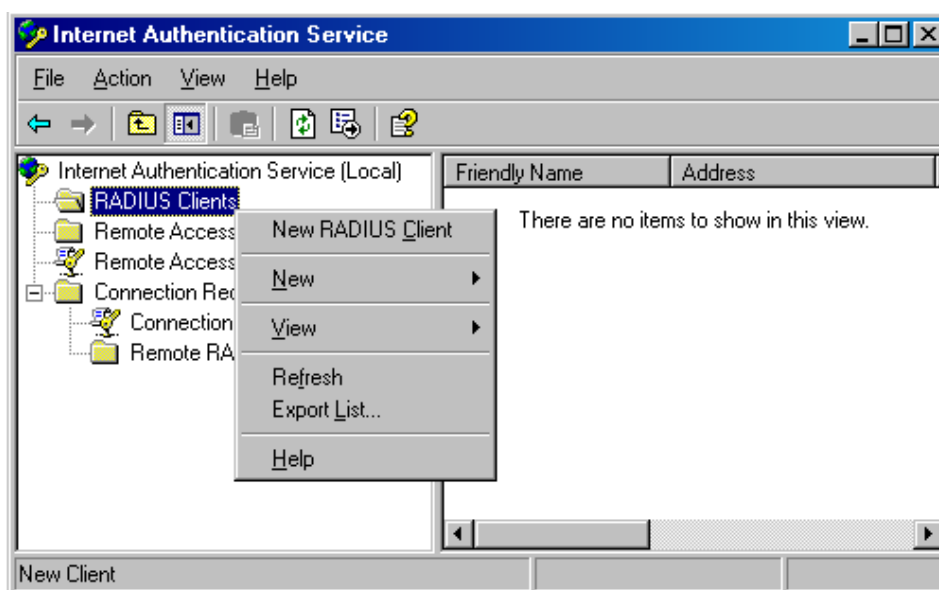 Internet Authentication Service
File Action View Help
Internet Authentication Service (Local)
RADIUS Clients
Remote Access
Remote Access
Connection Rec
Connection
Remote RA
New RADIUS Client
New
View
Refresh
Export List...
Help
Friendly Name Address
There are no items to show in this view.
New Client